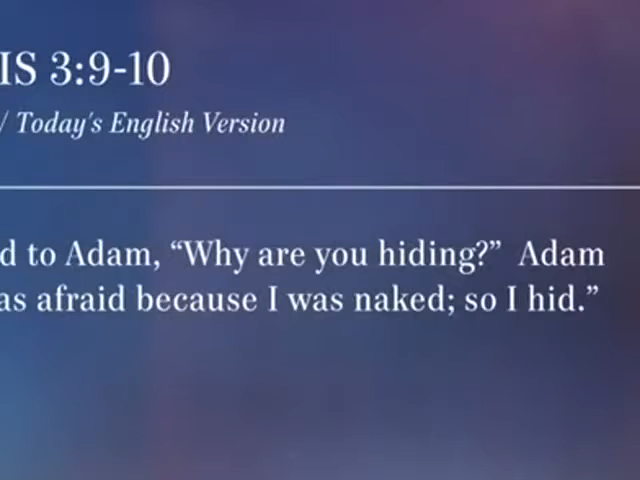 IS 3:9-10
/ Today's English Version
d to Adam, “Why are you hiding?” Adam
as afraid because I was naked; so I hid.”